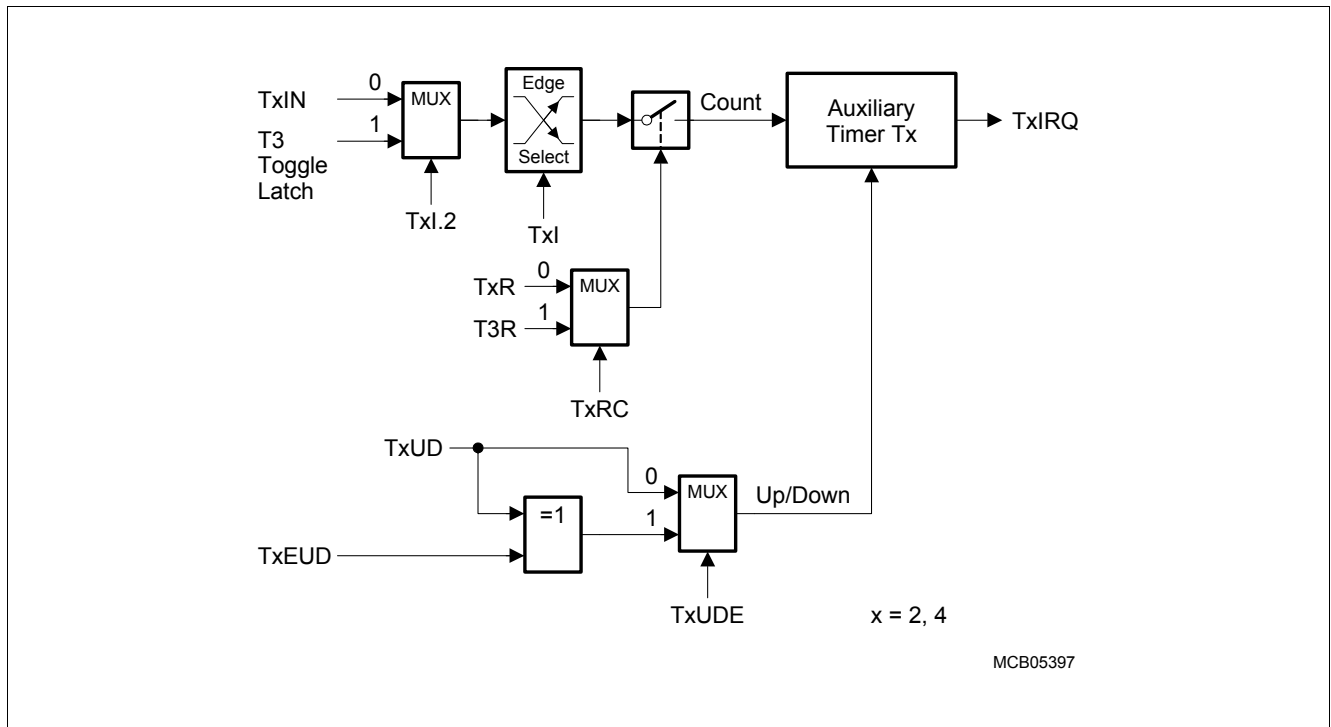 TxIN
0
MUX
T3
Toggle
Latch
1
TxI.2
Edge
Select
TxI
Count
Auxiliary
Timer Tx
TxIRQ
TxR
0
MUX
T3R
1
TxRC
TxUD
0
MUX
Up/Down
=1
1
TxEUD
TxUDE
x = 2, 4
MCB05397